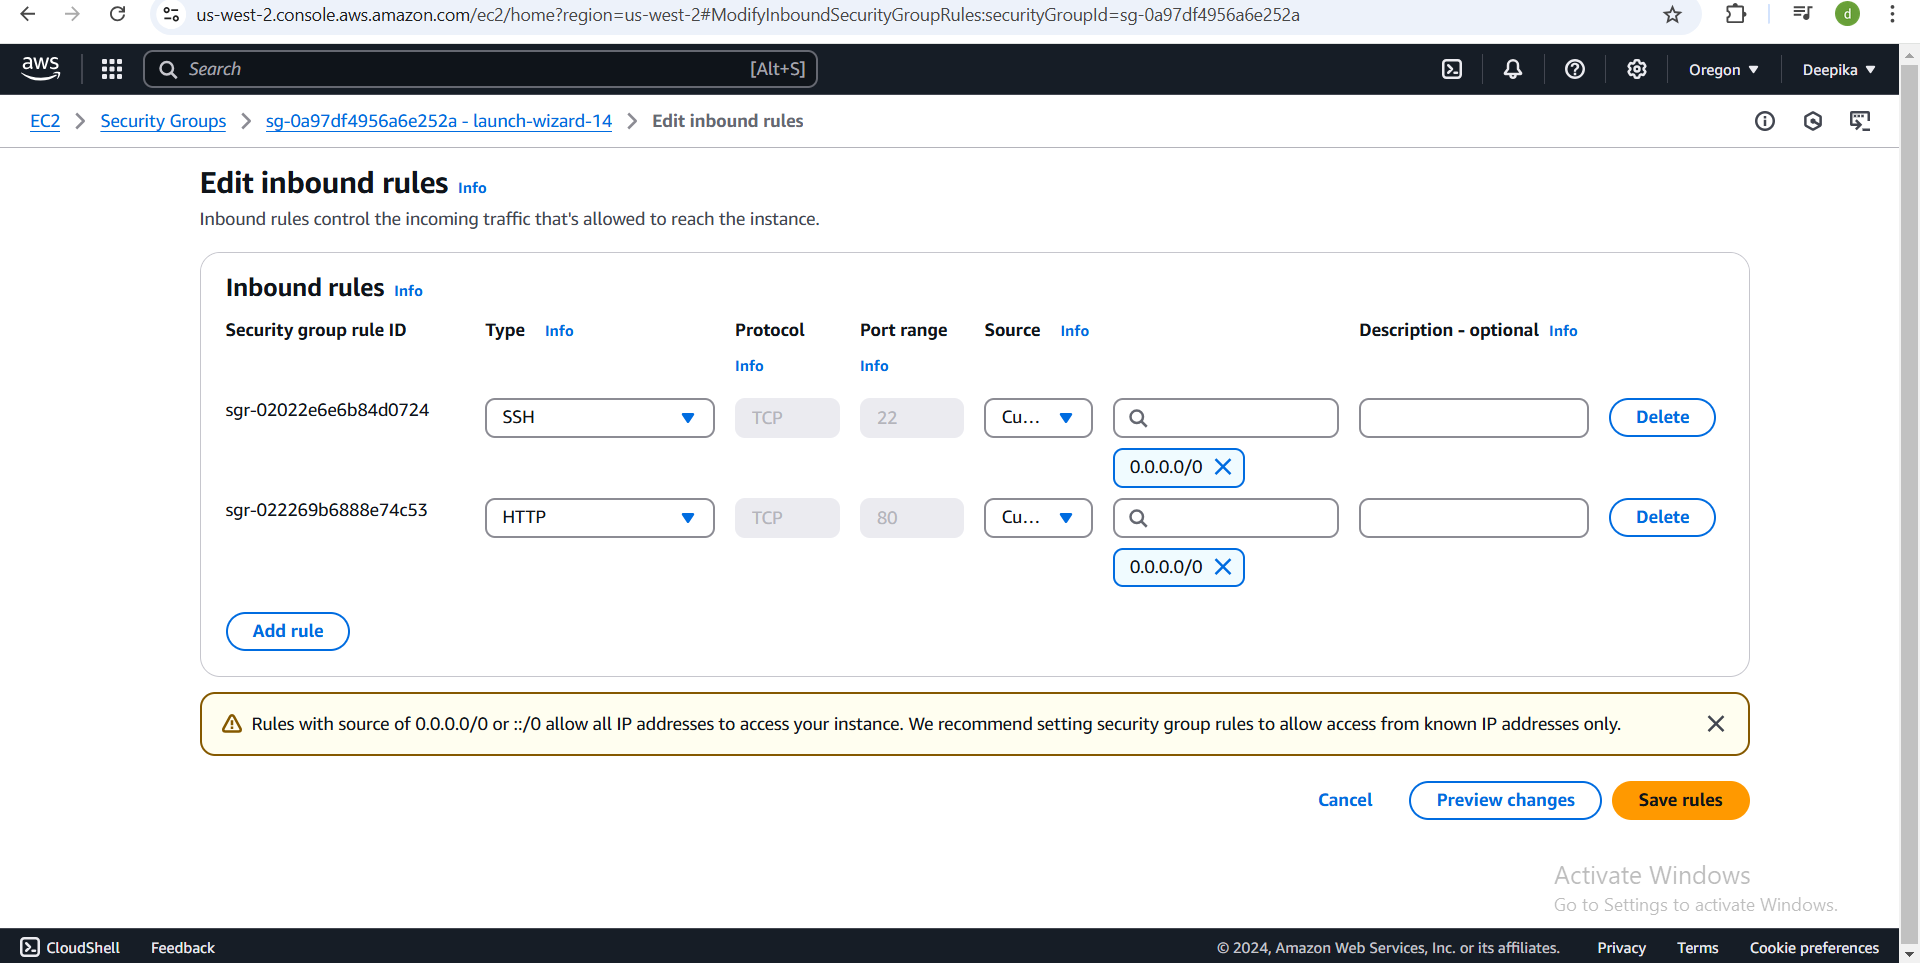 us-west-2.console.aws.amazon.com/ec2/home?region=us-west-2#ModifyInboundSecurityGroupRules:securityGroupId=sg-0a97df4956a6e252a
d
aws
Search [Alt+S]
Oregon
Deepika
EC2 > Security Groups > sg-0a97df4956a6e252a - launch-wizard-14 > Edit inbound rules
Edit inbound rules Info
Inbound rules control the incoming traffic that's allowed to reach the instance.
Inbound rules Info
Security group rule ID Type Info Protocol Port range Source Info Description - optional Info
Info Info
sgr-02022e6e6b84d0724 SSH TCP 22 Cu... Delete
0.0.0.0/0
sgr-022269b6888e74c53 HTTP TCP 80 Cu... Delete
0.0.0.0/0
Add rule
Rules with source of 0.0.0.0/0 or ::/0 allow all IP addresses to access your instance. We recommend setting security group rules to allow access from known IP addresses only.
Cancel Preview changes Save rules
Activate Windows
Go to Settings to activate Windows.
CloudShell Feedback © 2024, Amazon Web Services, Inc. or its affiliates. Privacy Terms Cookie preferences